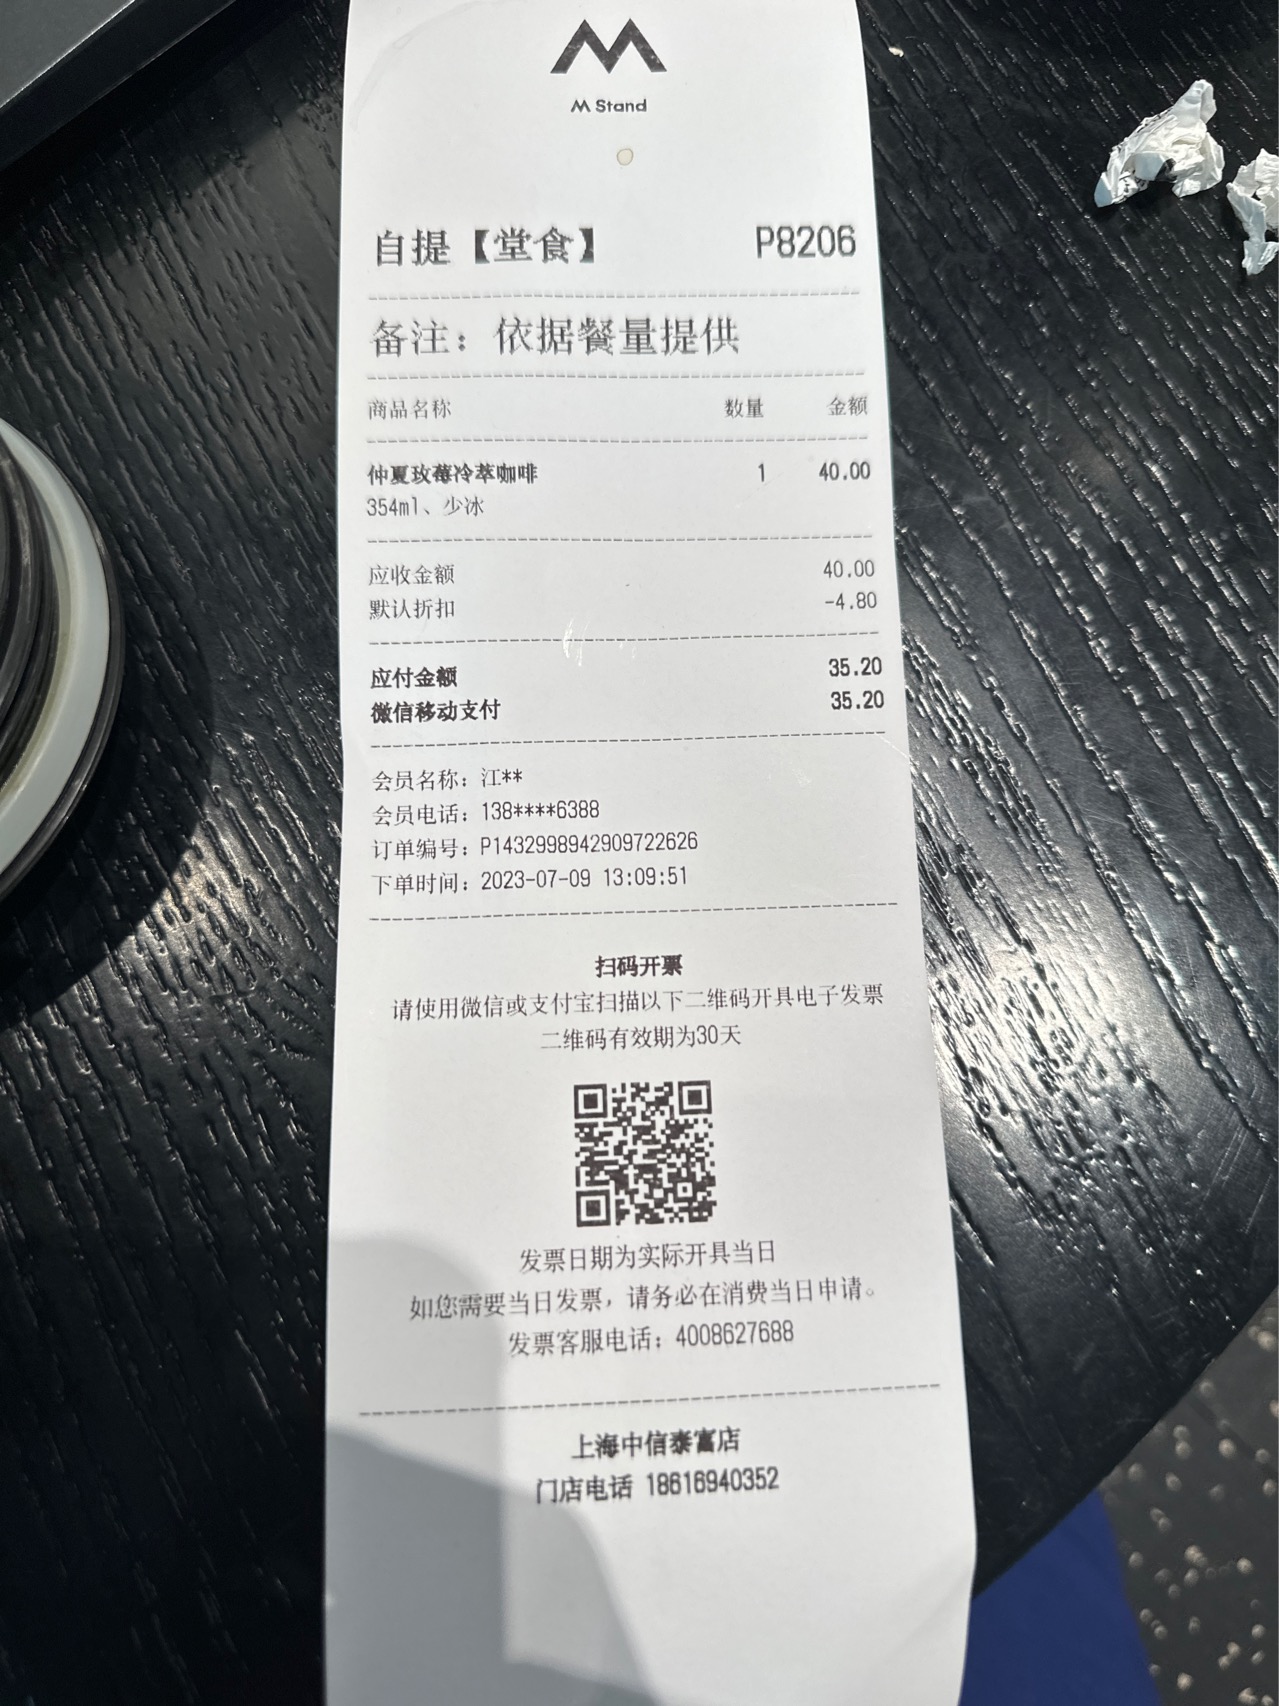 M Stand
自提【堂食】 P8206
备注：依据餐量提供
商品名称 数量 金额
仲夏玫莓冷萃咖啡 1 40.00
354ml、少冰
应收金额 40.00
默认折扣 -4.80
应付金额 35.20
微信移动支付 35.20
会员名称：江**
会员电话：138****6388
订单编号：P1432998942909722626
下单时间：2023-07-09 13:09:51
扫码开票
请使用微信或支付宝扫描以下二维码开具电子发票
二维码有效期为30天
发票日期为实际开具当日
如您需要当日发票，请务必在消费当日申请。
发票客服电话：4008627688
上海中信泰富店
门店电话 18616940352